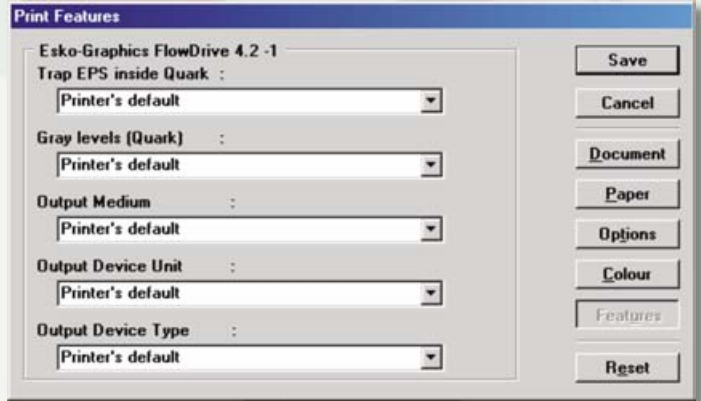 Print Features
Esko-Graphics FlowDrive 4.2 -1
Trap EPS inside Quark :
Printer's default
Gray levels (Quark) :
Printer's default
Output Medium :
Printer's default
Output Device Unit :
Printer's default
Output Device Type :
Printer's default
Save
Cancel
Document
Paper
Options
Colour
Features
Reset